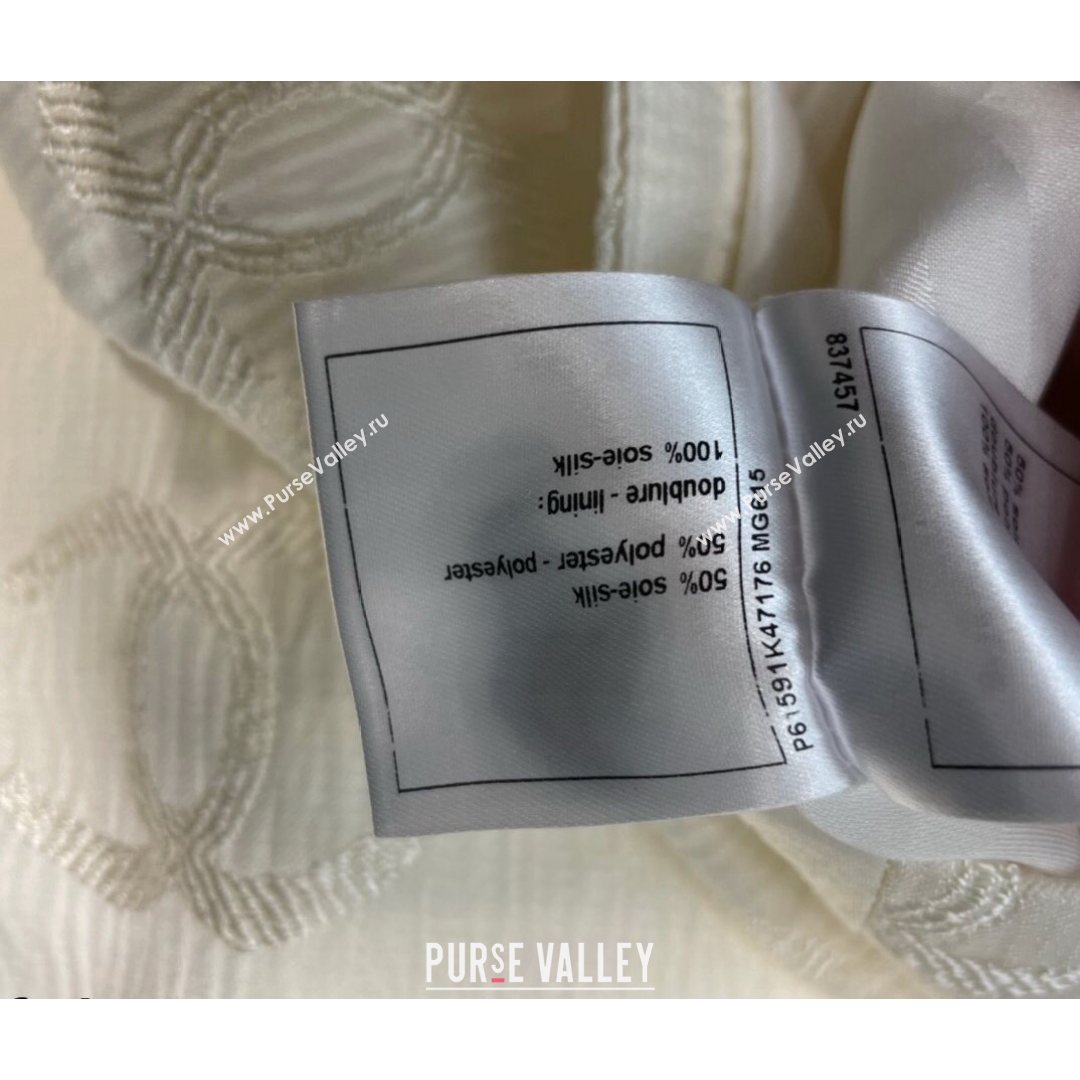 50% soie-silk
50% polyester - polyester
doublure - lining :
100% soie-silk
P61591K47176 MG615
837457
www.PurseValley.ru
www.PurseValley.ru
PURSE VALLEY